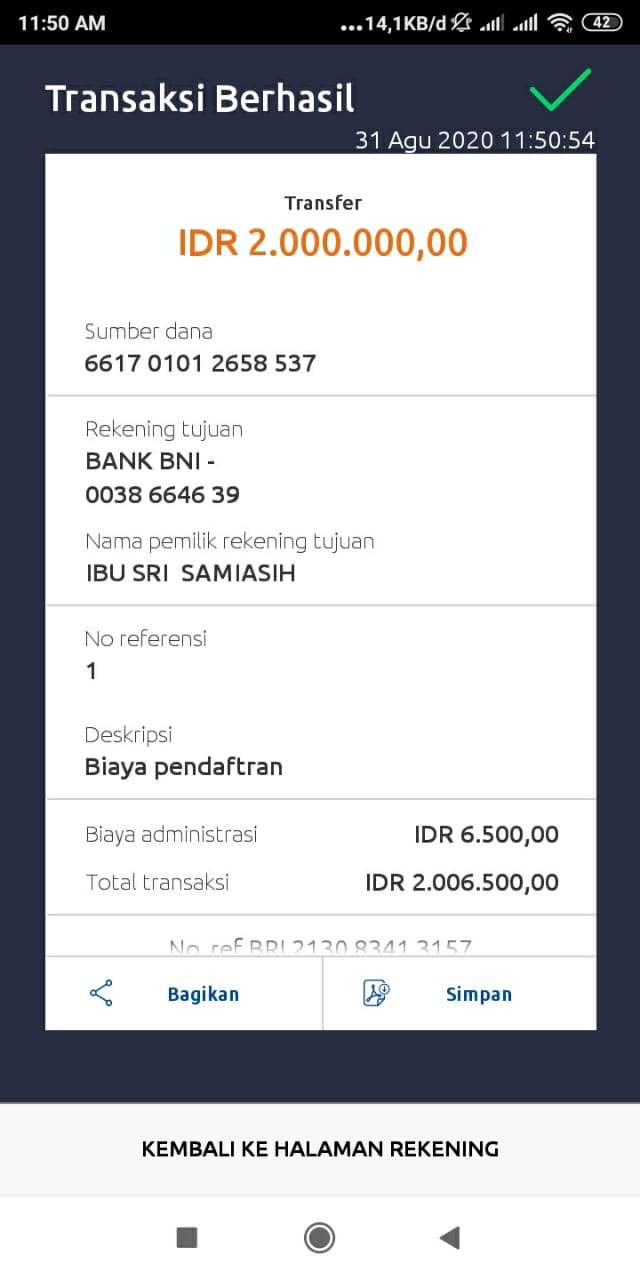 11:50 AM
...14,1KB/d
42
Transaksi Berhasil
31 Agu 2020 11:50:54
Transfer
IDR 2.000.000,00
Sumber dana
6617 0101 2658 537
Rekening tujuan
BANK BNI -
0038 6646 39
Nama pemilik rekening tujuan
IBU SRI SAMIASIH
No referensi
1
Deskripsi
Biaya pendaftran
Biaya administrasi IDR 6.500,00
Total transaksi IDR 2.006.500,00
No. ref BRI 2130 8341 3157
Bagikan Simpan
KEMBALI KE HALAMAN REKENING